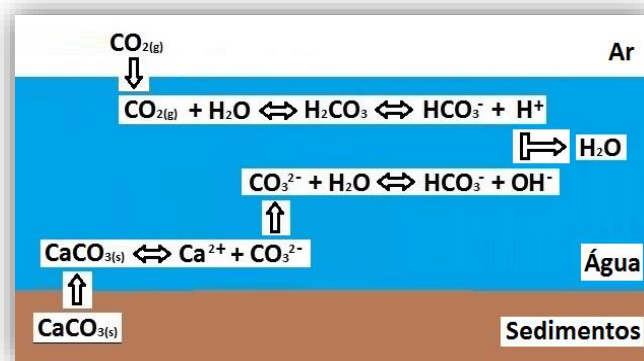 CO₂₍g₎
Ar
CO₂₍g₎ + H₂O ⇔ H₂CO₃ ⇔ HCO₃⁻ + H⁺
H₂O
CO₃²⁻ + H₂O ⇔ HCO₃⁻ + OH⁻
CaCO₃₍s₎ ⇔ Ca²⁺ + CO₃²⁻
Água
CaCO₃₍s₎
Sedimentos